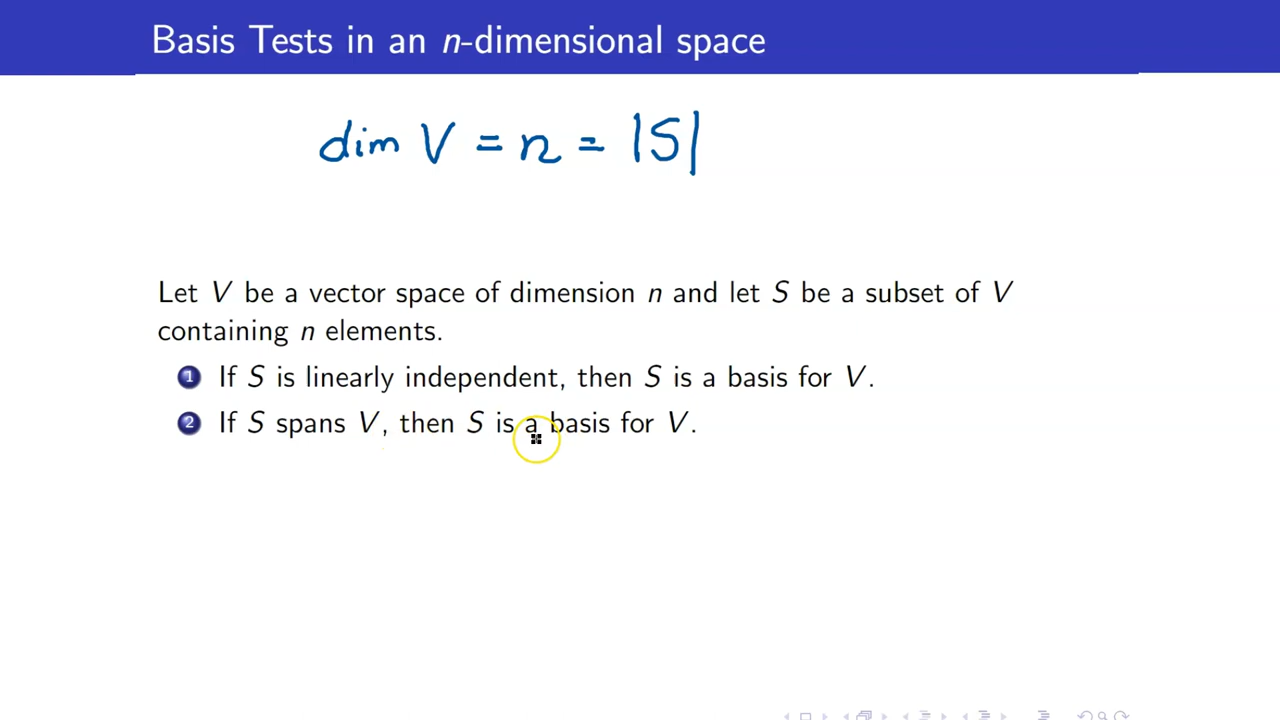 Basis Tests in an n-dimensional space
dim V = n = |S|
Let V be a vector space of dimension n and let S be a subset of V
containing n elements.
1 If S is linearly independent, then S is a basis for V.
2 If S spans V, then S is a basis for V.